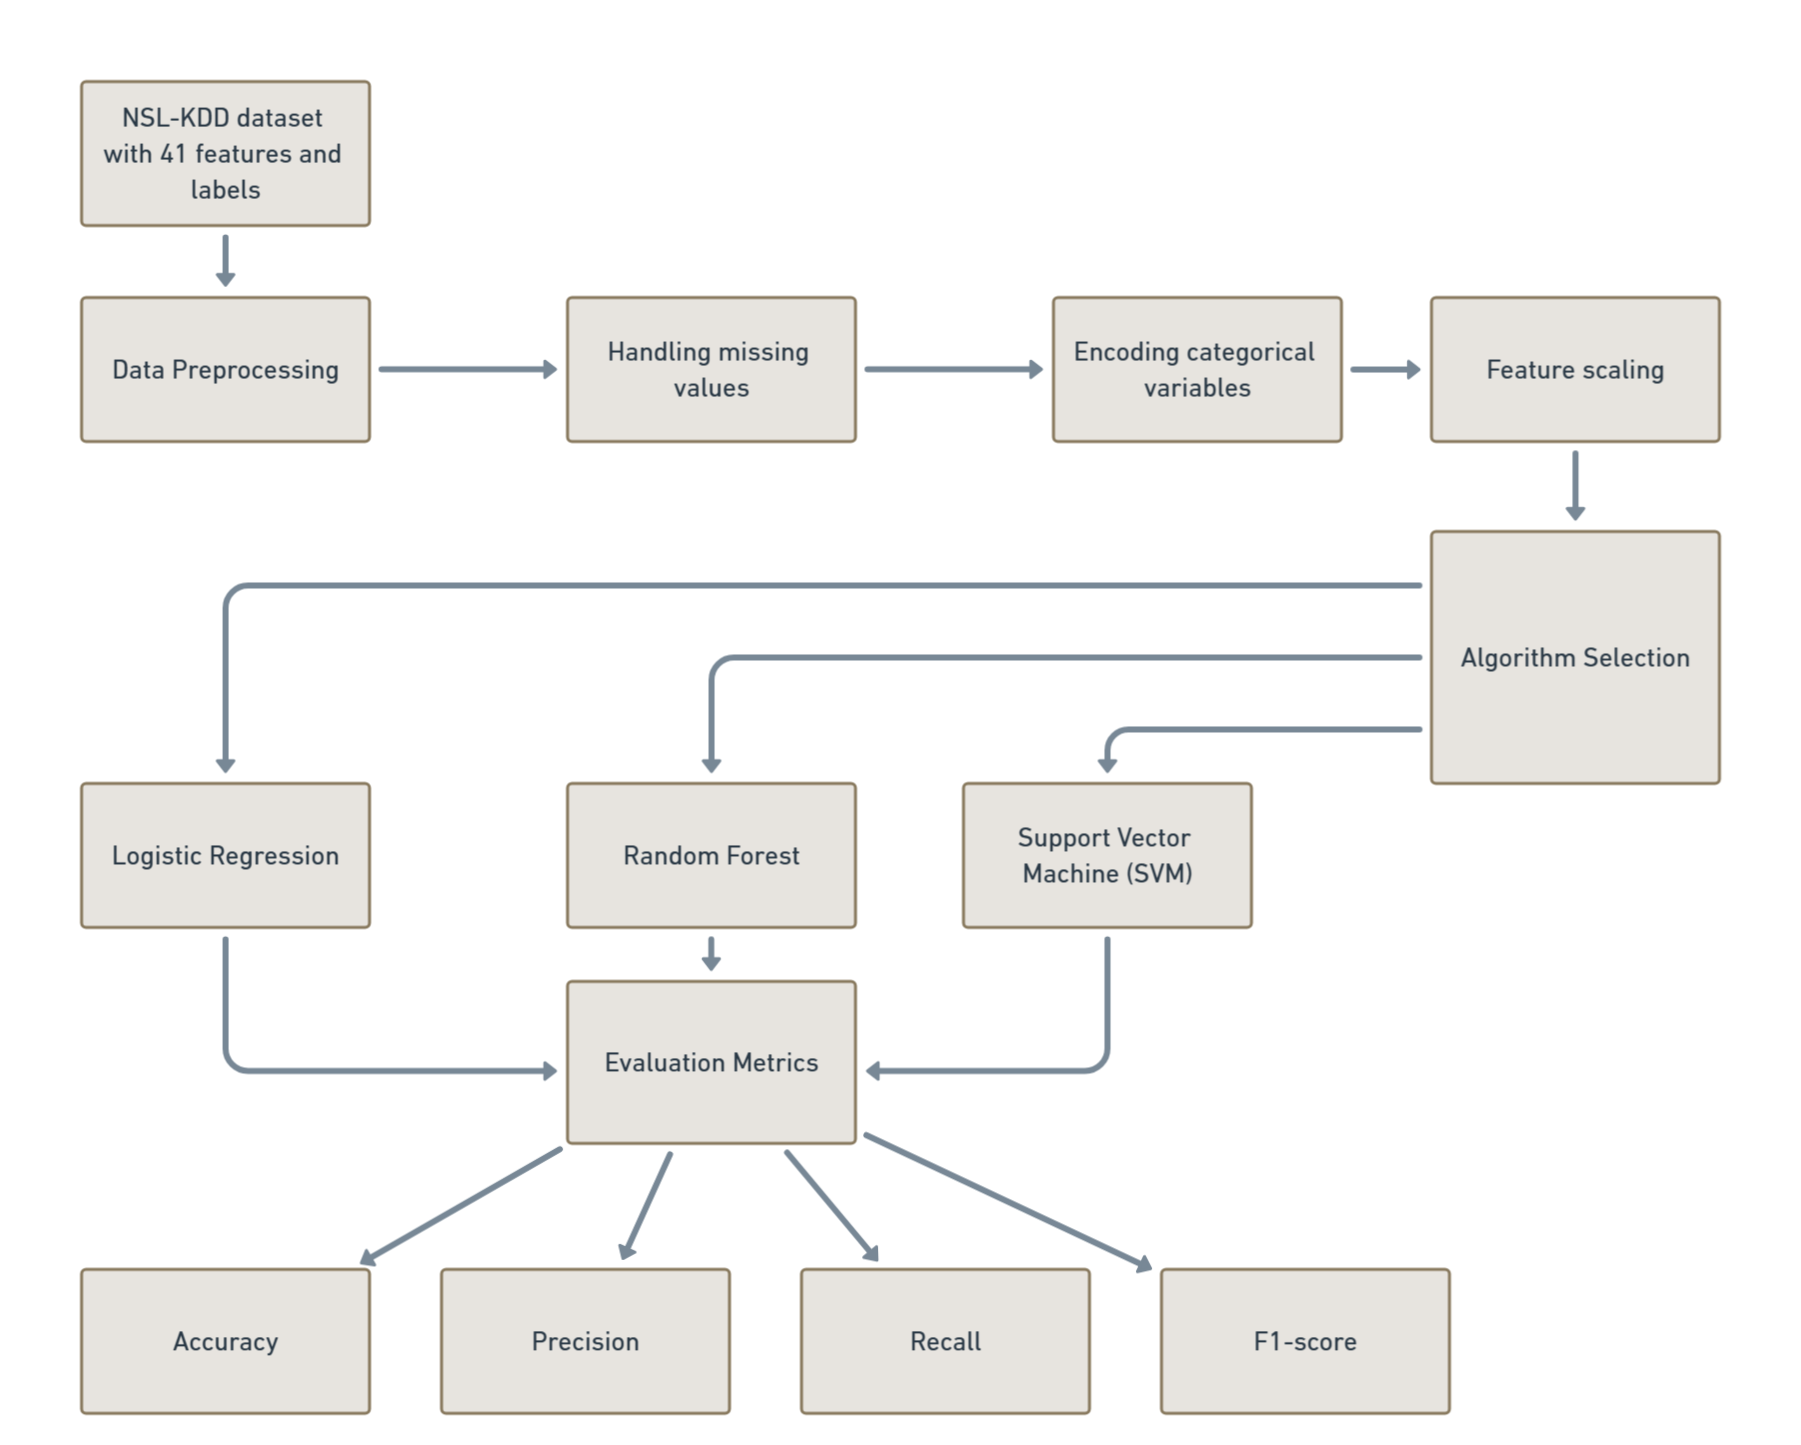 NSL-KDD dataset
with 41 features and
labels
Data Preprocessing
Handling missing
values
Encoding categorical
variables
Feature scaling
Algorithm Selection
Logistic Regression
Random Forest
Support Vector
Machine (SVM)
Evaluation Metrics
Accuracy
Precision
Recall
F1-score